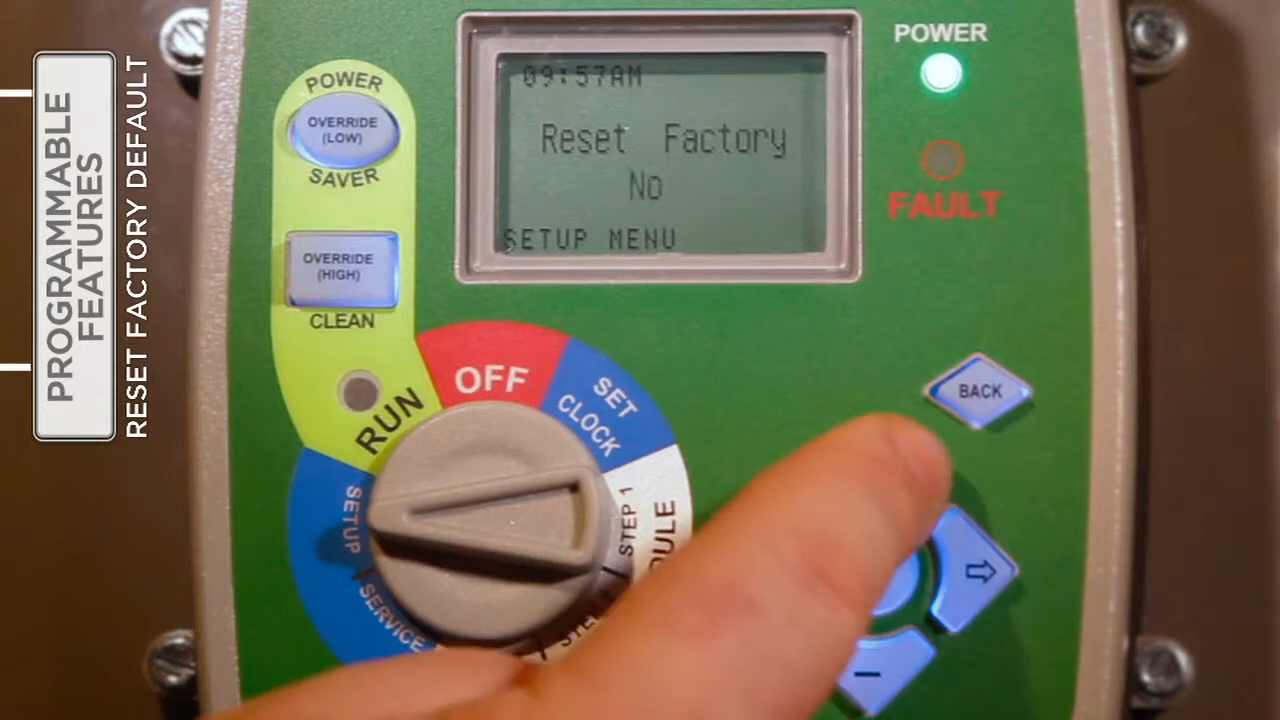 PROGRAMMABLE
FEATURES
RESET FACTORY DEFAULT
POWER
OVERRIDE
(LOW)
SAVER
OVERRIDE
(HIGH)
CLEAN
09:57AM
Reset Factory
No
SETUP MENU
POWER
FAULT
RUN
OFF
SET
CLOCK
STEP 1
SETUP
SERVICE
BACK
-